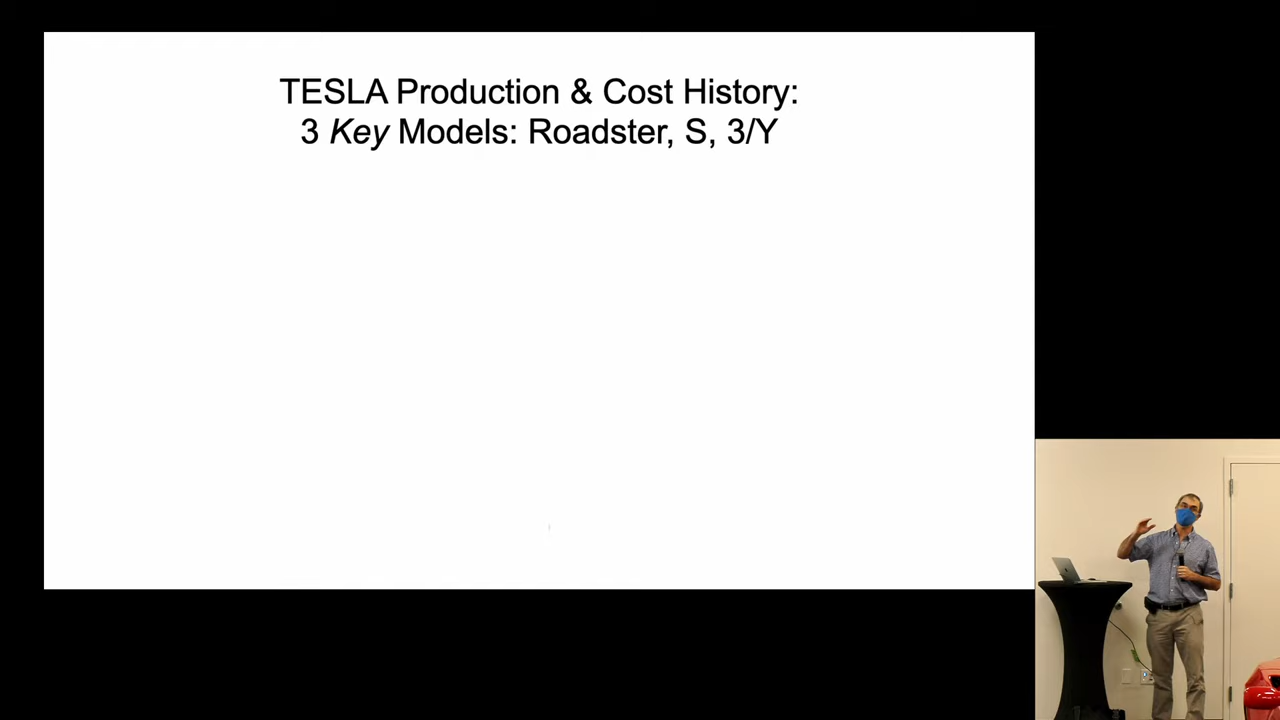 TESLA Production & Cost History:
3 Key Models: Roadster, S, 3/Y